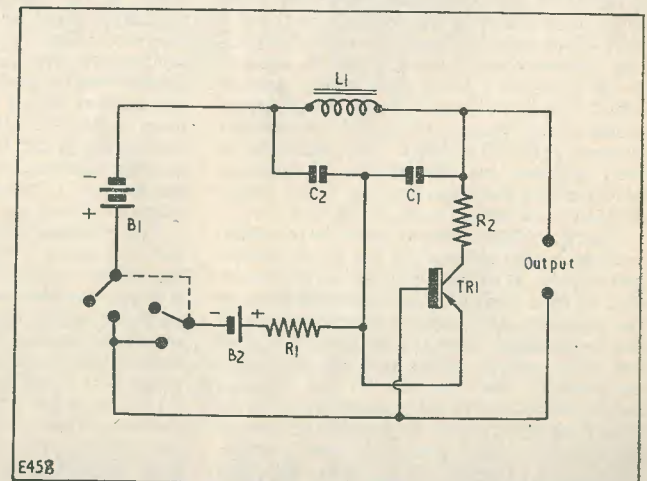 L1
C2
C1
R2
-
+
B1
Output
TR1
-
+
B2
R1
E458